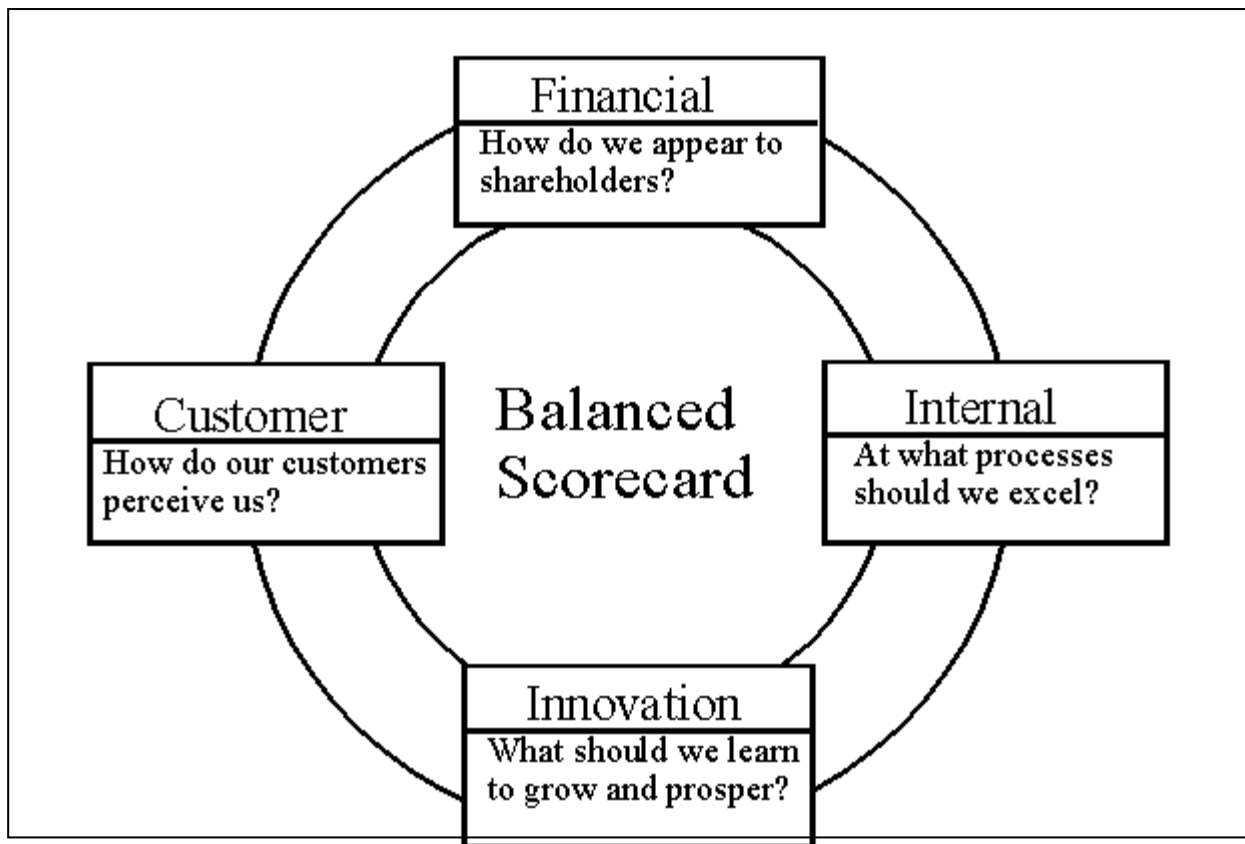 Financial
How do we appear to
shareholders?
Customer
How do our customers
perceive us?
Balanced
Scorecard
Internal
At what processes
should we excel?
Innovation
What should we learn
to grow and prosper?